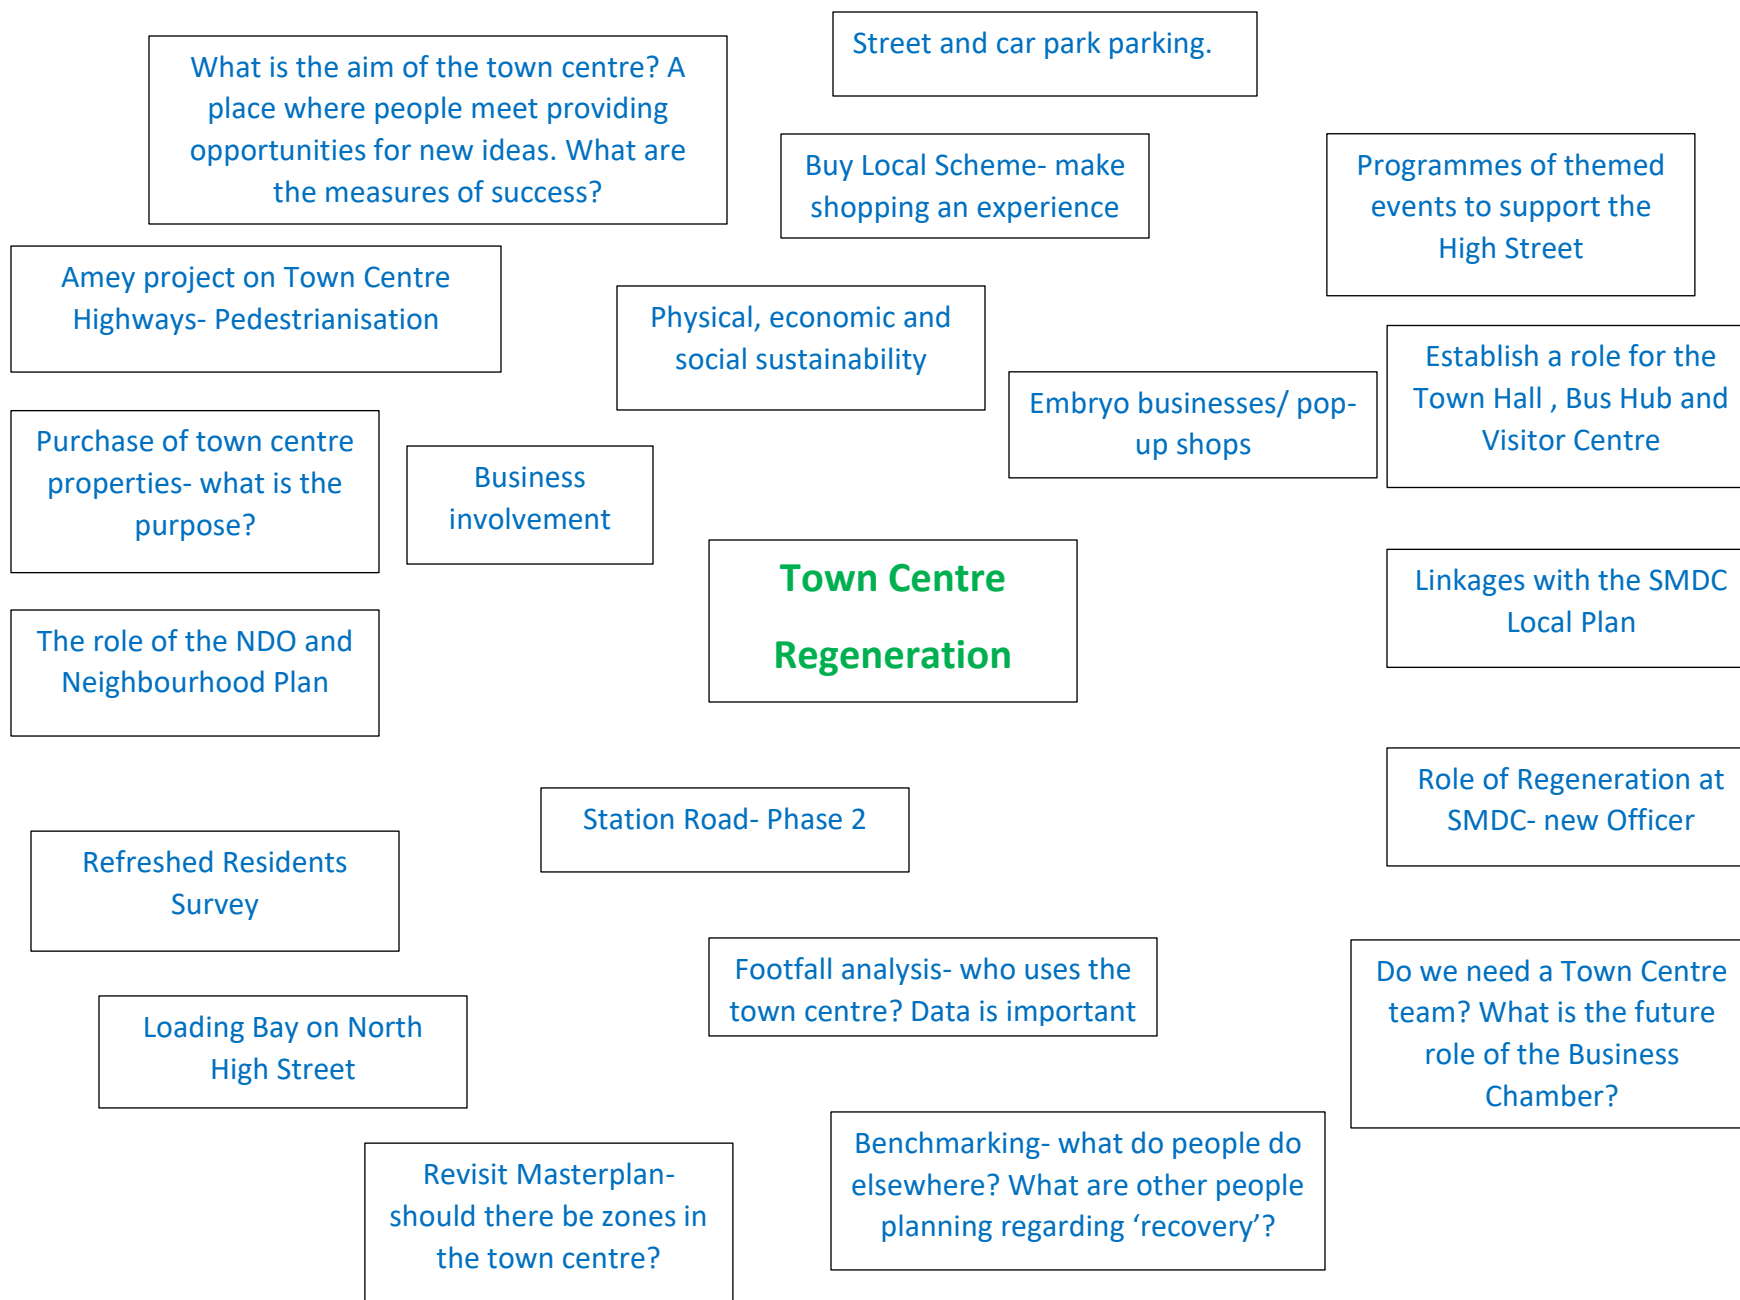 Street and car park parking.
What is the aim of the town centre? A
place where people meet providing
opportunities for new ideas. What are
the measures of success?
Buy Local Scheme- make
shopping an experience
Programmes of themed
events to support the
High Street
Amey project on Town Centre
Highways- Pedestrianisation
Physical, economic and
social sustainability
Establish a role for the
Town Hall , Bus Hub and
Visitor Centre
Embryo businesses/ pop-
up shops
Purchase of town centre
properties- what is the
purpose?
Business
involvement
Town Centre
Regeneration
Linkages with the SMDC
Local Plan
The role of the NDO and
Neighbourhood Plan
Role of Regeneration at
SMDC- new Officer
Station Road- Phase 2
Refreshed Residents
Survey
Footfall analysis- who uses the
town centre? Data is important
Do we need a Town Centre
team? What is the future
role of the Business
Chamber?
Loading Bay on North
High Street
Benchmarking- what do people do
elsewhere? What are other people
planning regarding ‘recovery’?
Revisit Masterplan-
should there be zones in
the town centre?